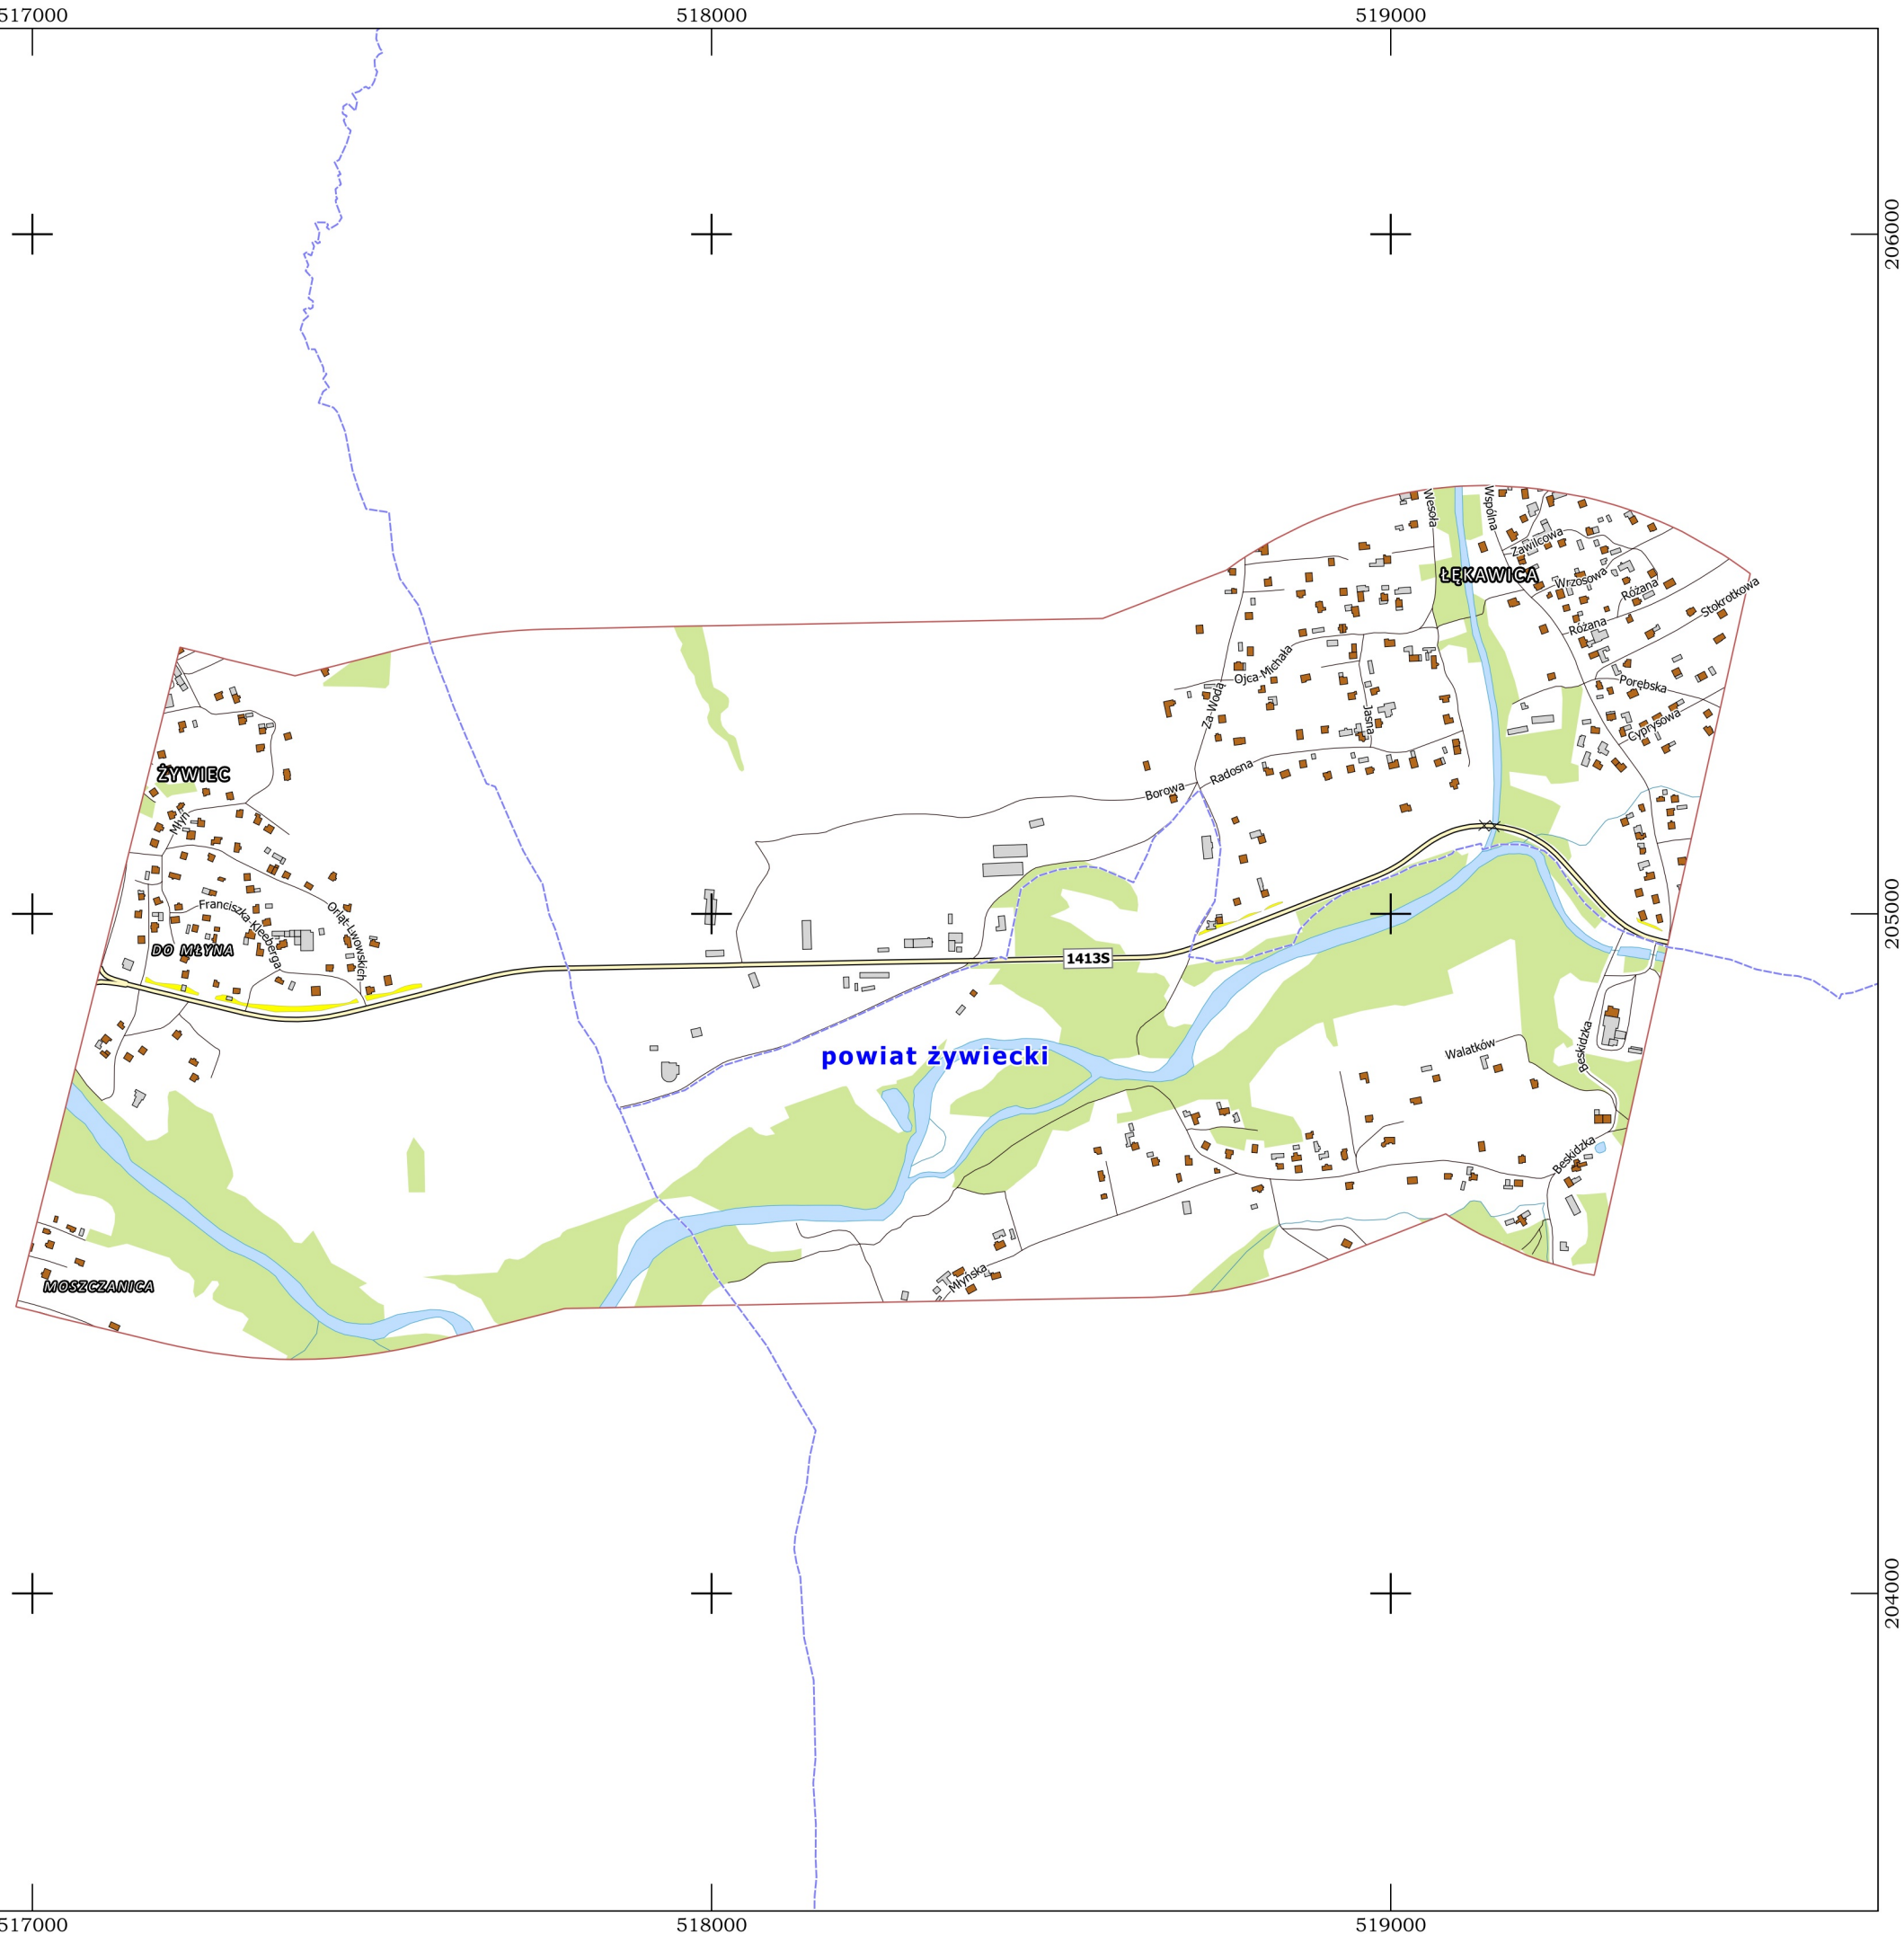 517000
518000
519000
206000
Wesoła
Wspólna
Zawilcowa
ŁĘKAWICA
Wrzosowa
Różana
Stokrotkowa
Różana
Ojca-Michała
Porębska
Za-Wodą
Jasna
Cyprysowa
ŻYWIEC
Radosna
Borowa
Młyn
Franciszka-Kleeberga
Orląt-Lwowskich
205000
DO MŁYNA
1413S
powiat żywiecki
Walatków
Beskidzka
Beskidzka
MOSZCZANICA
Młyńska
204000
517000
518000
519000